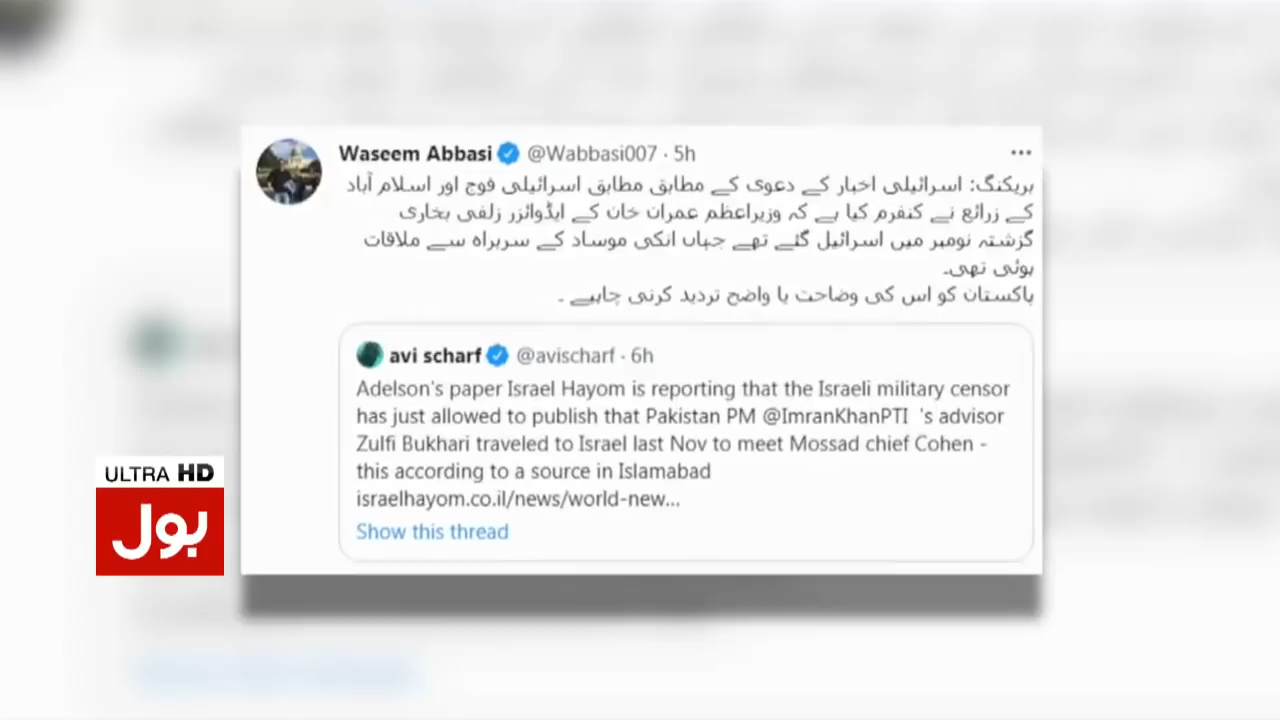 Waseem Abbasi @Wabbasi007 · 5h
بریکنگ: اسرائیلی اخبار کے دعوی کے مطابق مطابق اسرائیلی فوج اور اسلام آباد
کے زرائع نے کنفرم کیا ہے کہ وزیراعظم عمران خان کے ایڈوائزر زلفی بخاری
گزشتہ نومبر میں اسرائیل گئے تھے جہاں انکی موساد کے سربراہ سے ملاقات
ہوئی تھی۔
پاکستان کو اس کی وضاحت یا واضح تردید کرنی چاہیے ۔
avi scharf @avischarf · 6h
Adelson's paper Israel Hayom is reporting that the Israeli military censor
has just allowed to publish that Pakistan PM @ImranKhanPTI 's advisor
Zulfi Bukhari traveled to Israel last Nov to meet Mossad chief Cohen -
this according to a source in Islamabad
israelhayom.co.il/news/world-new...
Show this thread
ULTRA HD
بول